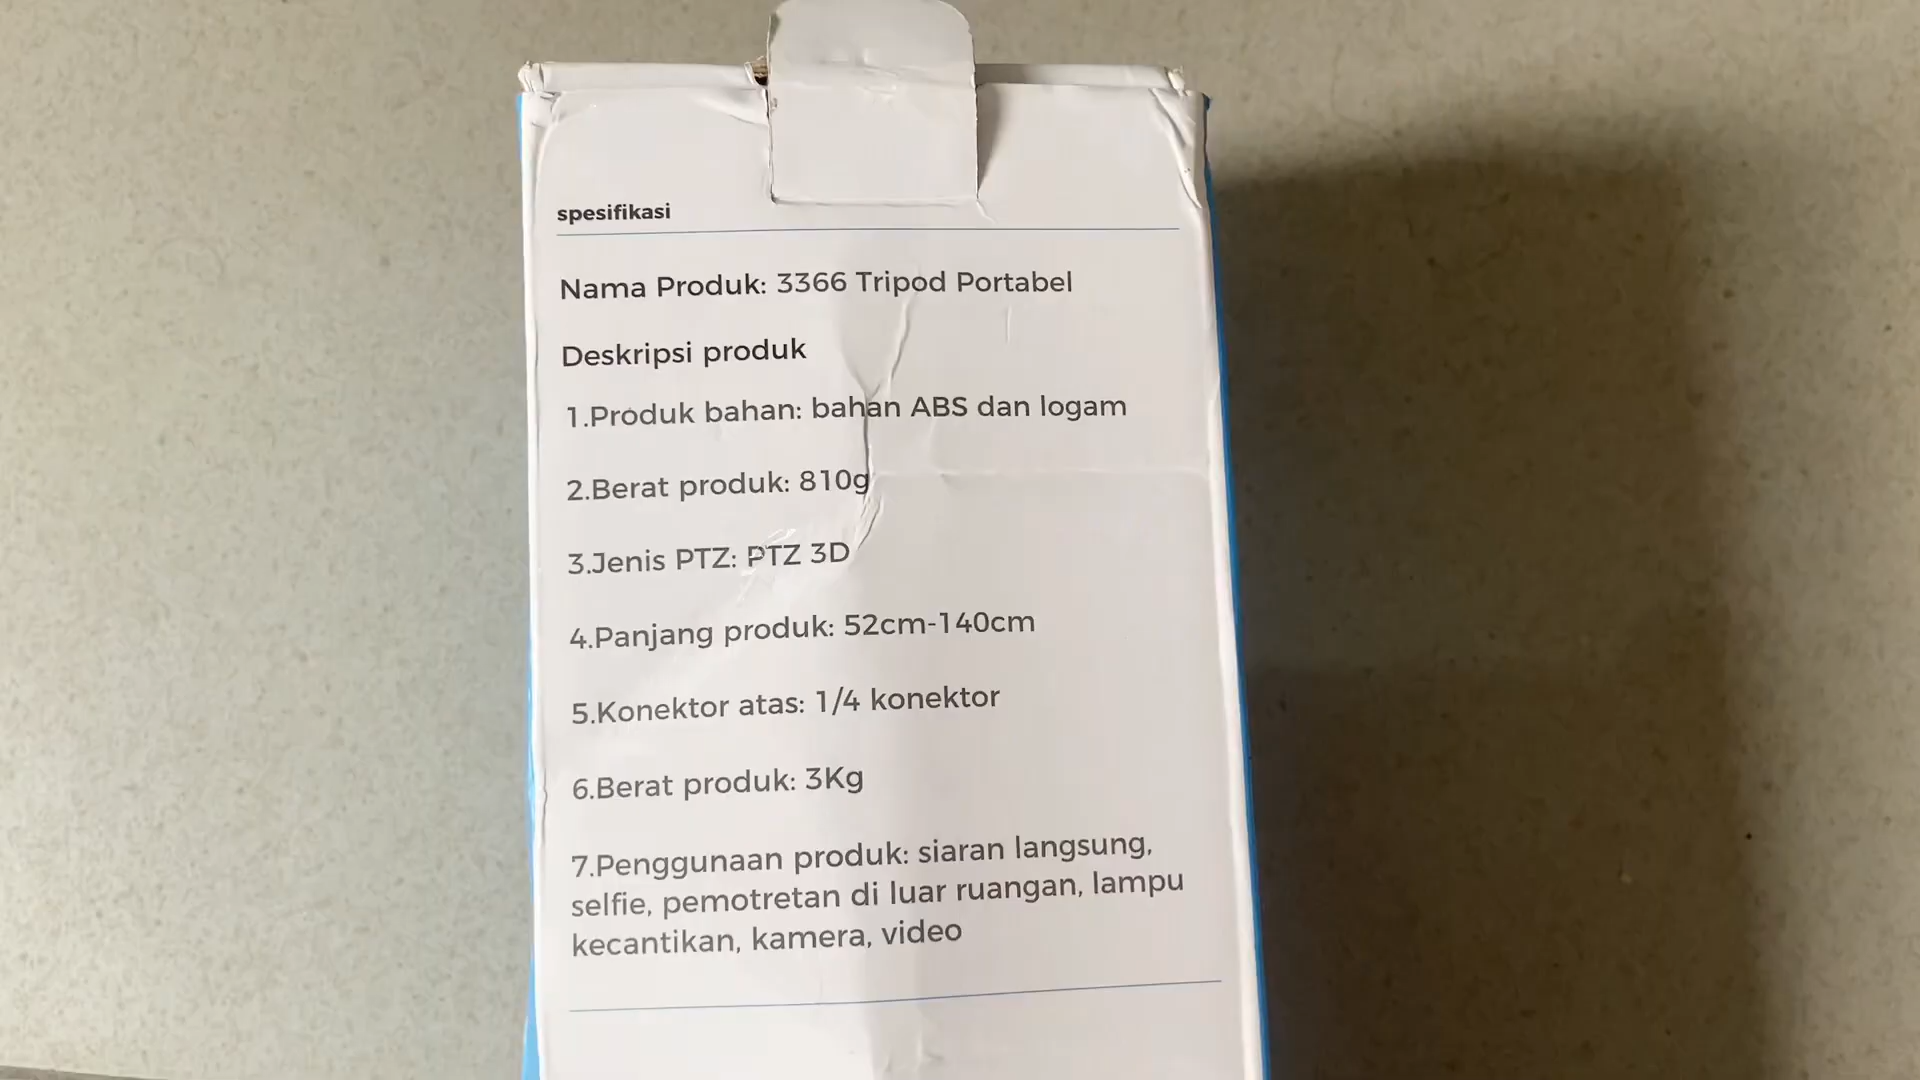 spesifikasi
Nama Produk: 3366 Tripod Portabel
Deskripsi produk
1.Produk bahan: bahan ABS dan logam
2.Berat produk: 810g
3.Jenis PTZ: PTZ 3D
4.Panjang produk: 52cm-140cm
5.Konektor atas: 1/4 konektor
6.Berat produk: 3Kg
7.Penggunaan produk: siaran langsung,
selfie, pemotretan di luar ruangan, lampu
kecantikan, kamera, video